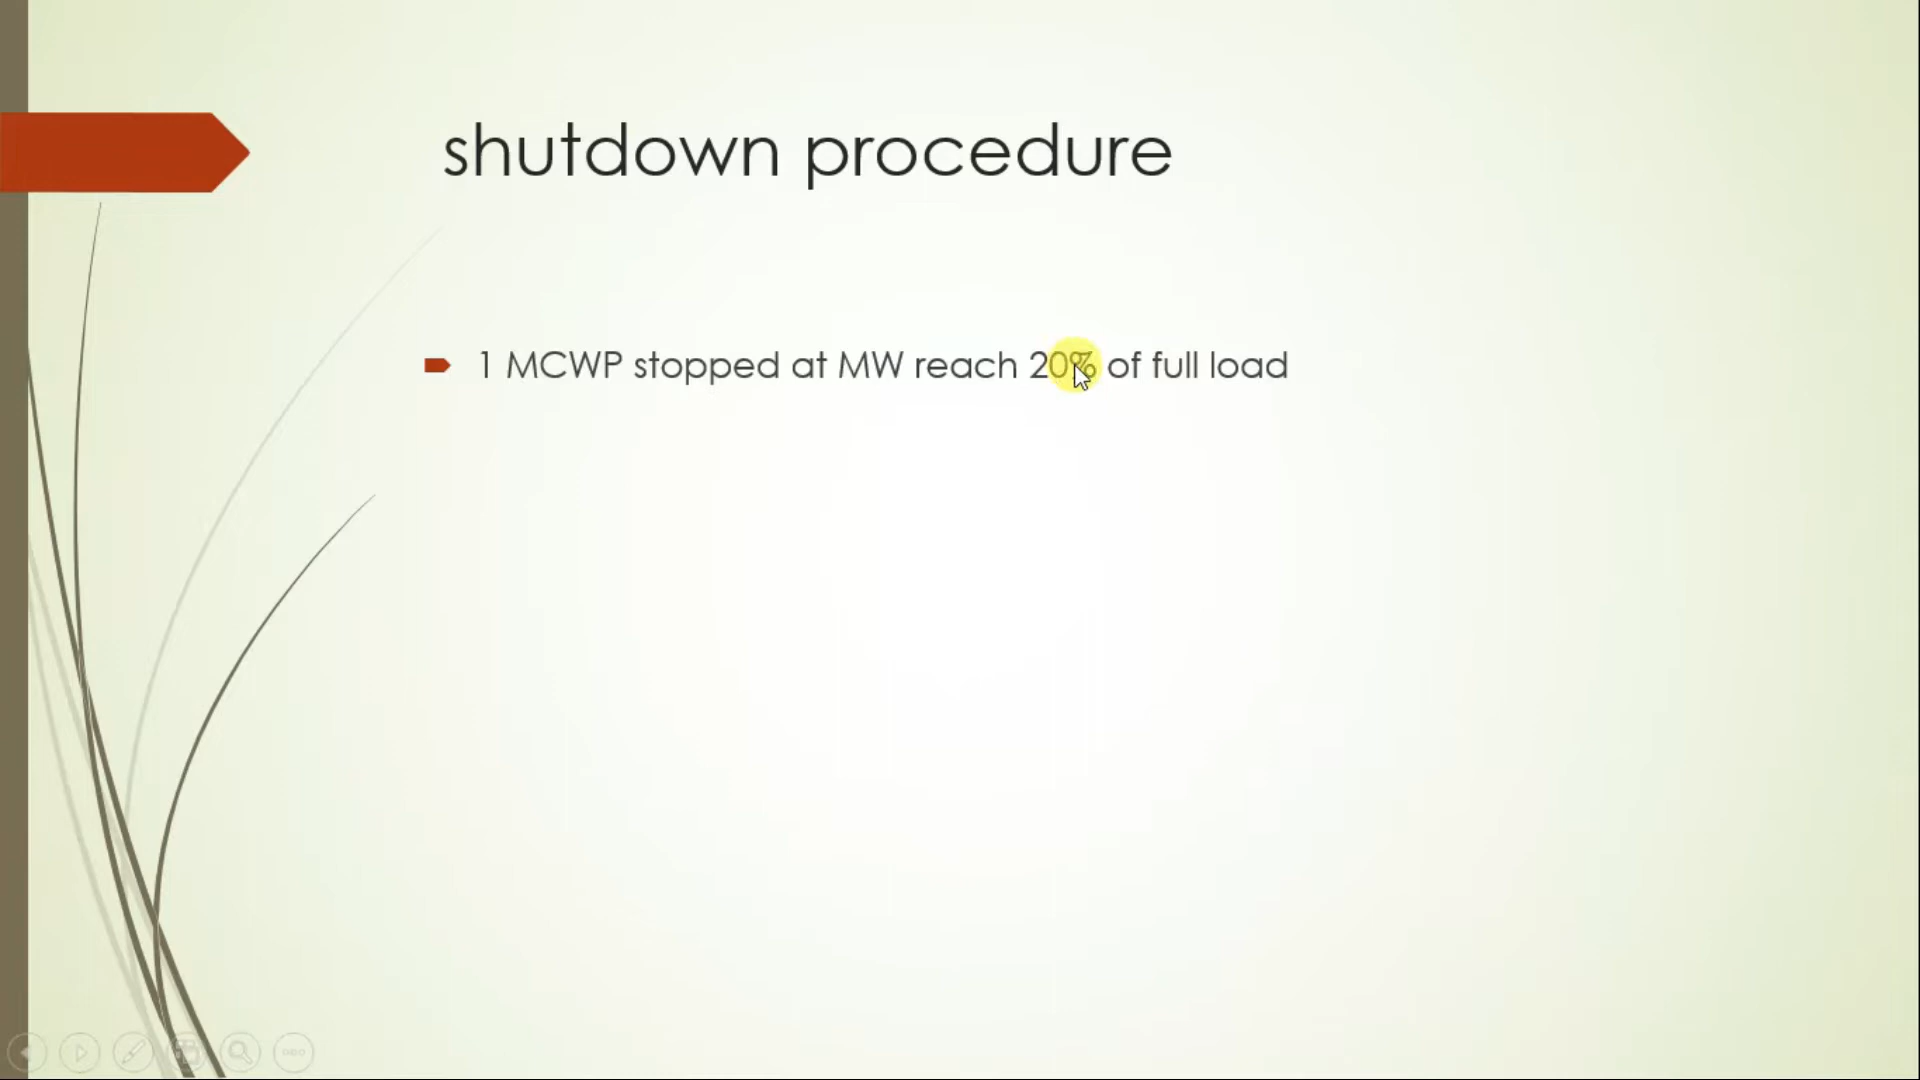 shutdown procedure
1 MCWP stopped at MW reach 20% of full load